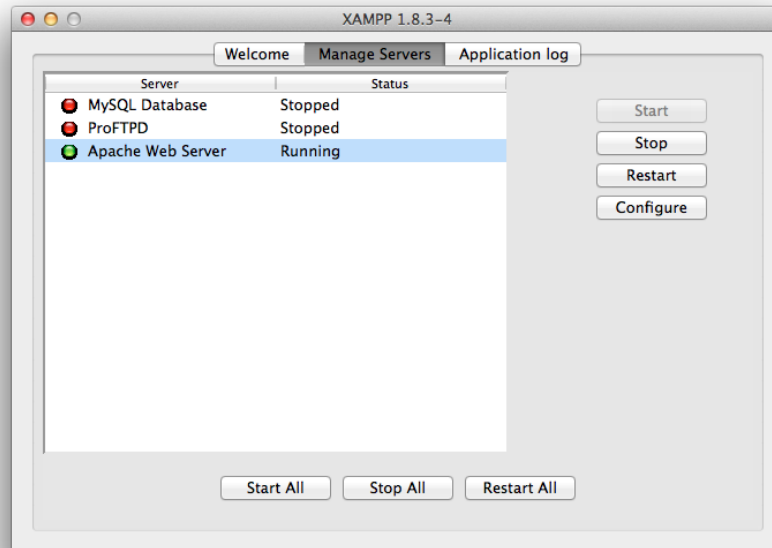 XAMPP 1.8.3-4
Welcome Manage Servers Application log
Server Status
MySQL Database Stopped
ProFTPD Stopped
Apache Web Server Running
Start
Stop
Restart
Configure
Start All Stop All Restart All